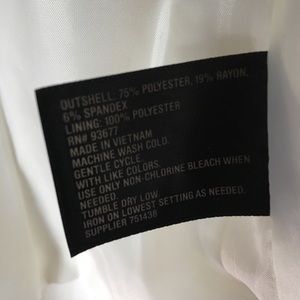 OUTSHELL: 75% POLYESTER, 19% RAYON,
6% SPANDEX
LINING: 100% POLYESTER
RN# 93677
MADE IN VIETNAM
MACHINE WASH COLD.
GENTLE CYCLE
WITH LIKE COLORS.
USE ONLY NON-CHLORINE BLEACH WHEN
NEEDED.
TUMBLE DRY LOW
IRON ON LOWEST SETTING AS NEEDED.
SUPPLIER 751438